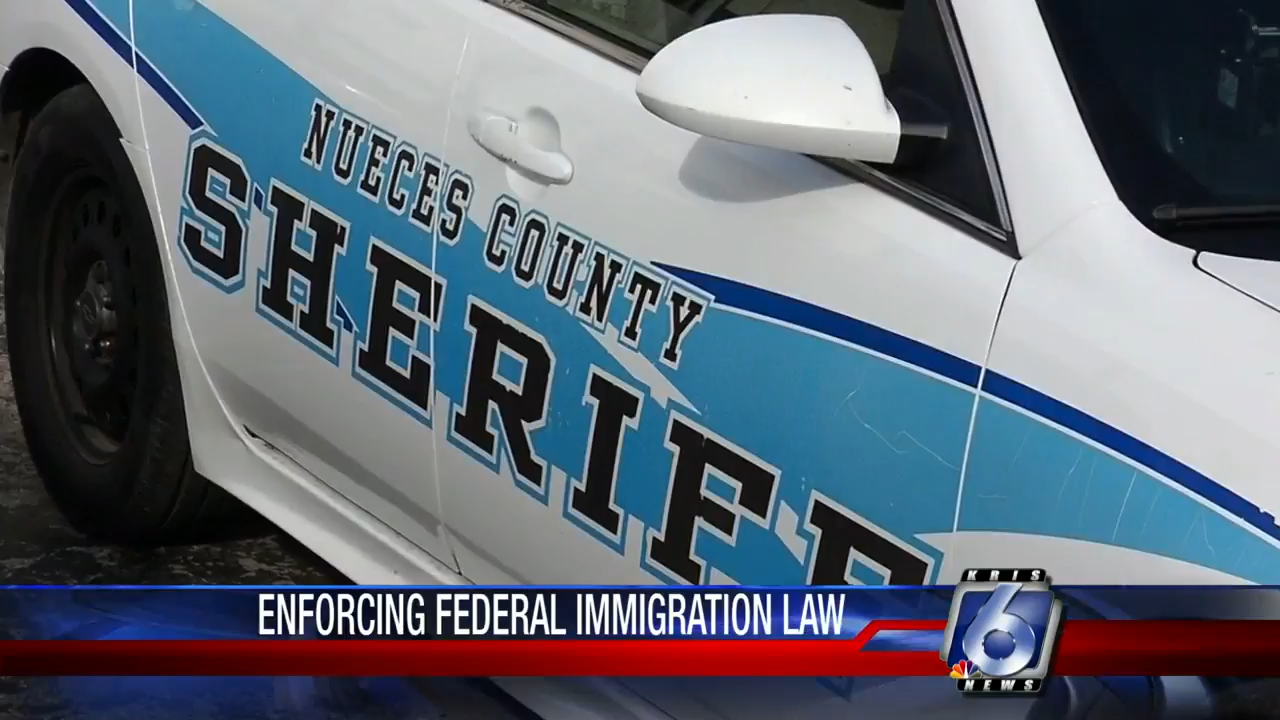 NUECES COUNTY
SHERIFF
ENFORCING FEDERAL IMMIGRATION LAW
KRIS
6
NEWS